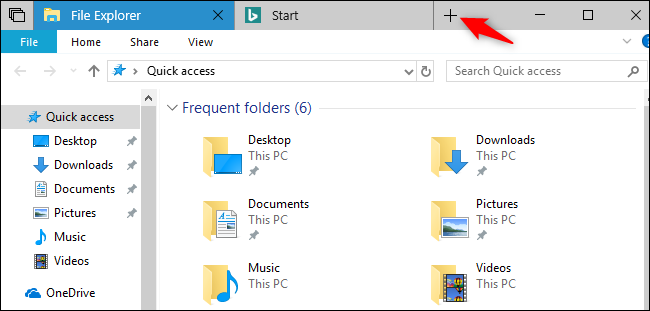 File Explorer
Start
File
Home
Share
View
Quick access
Search Quick access
Quick access
Desktop
Downloads
Documents
Pictures
Music
Videos
OneDrive
Frequent folders (6)
Desktop
This PC
Downloads
This PC
Documents
This PC
Pictures
This PC
Music
This PC
Videos
This PC